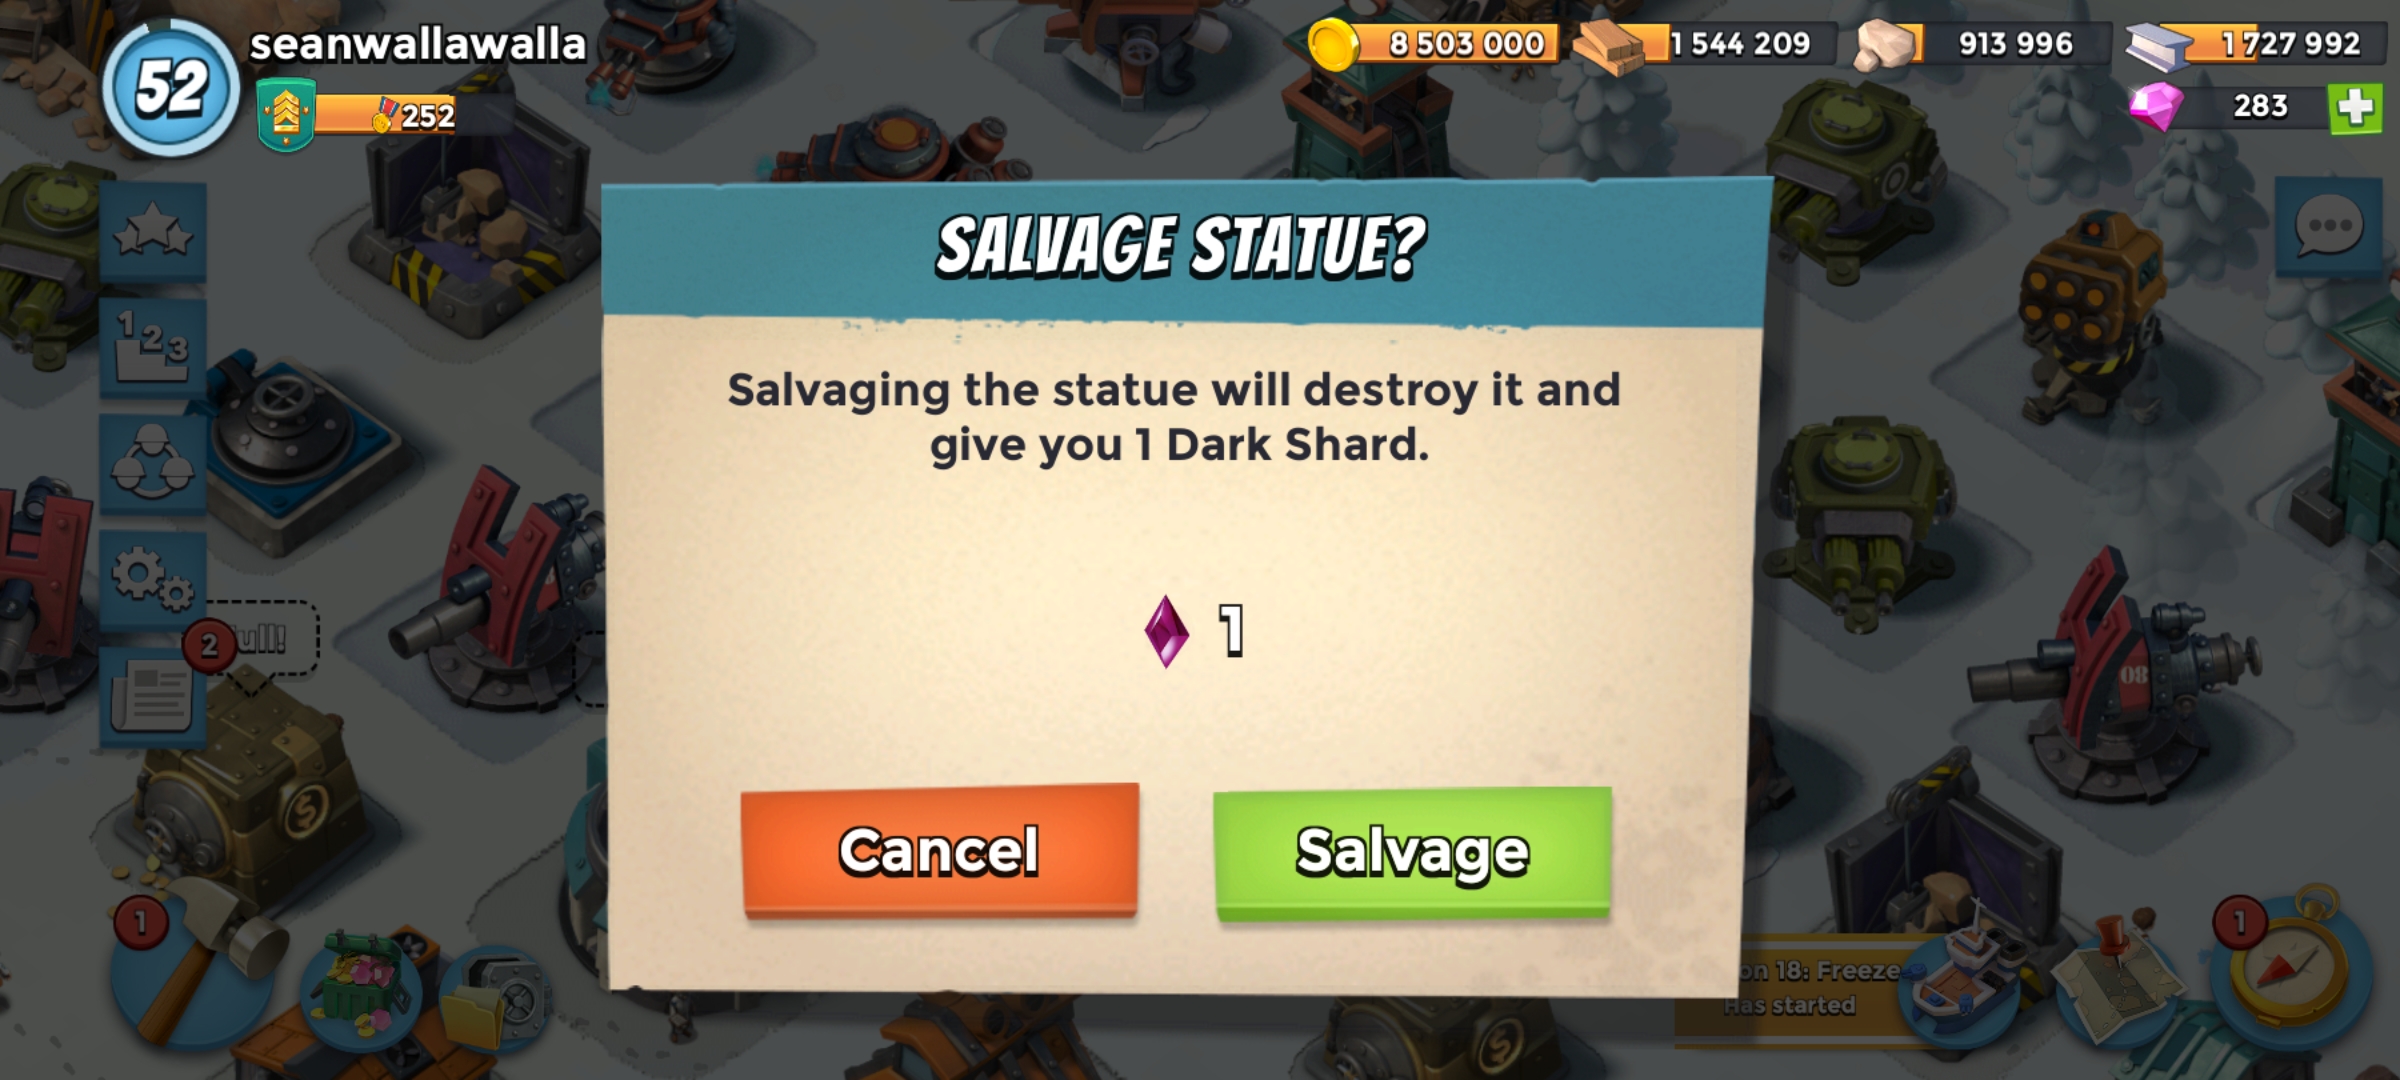 52
seanwallawalla
252
8 503 000
1 544 209
913 996
1 727 992
283
SALVAGE STATUE?
Salvaging the statue will destroy it and
give you 1 Dark Shard.
1
Cancel
Salvage
1 2 3
2
ull!
08
1
on 18: Freeze
Has started
1